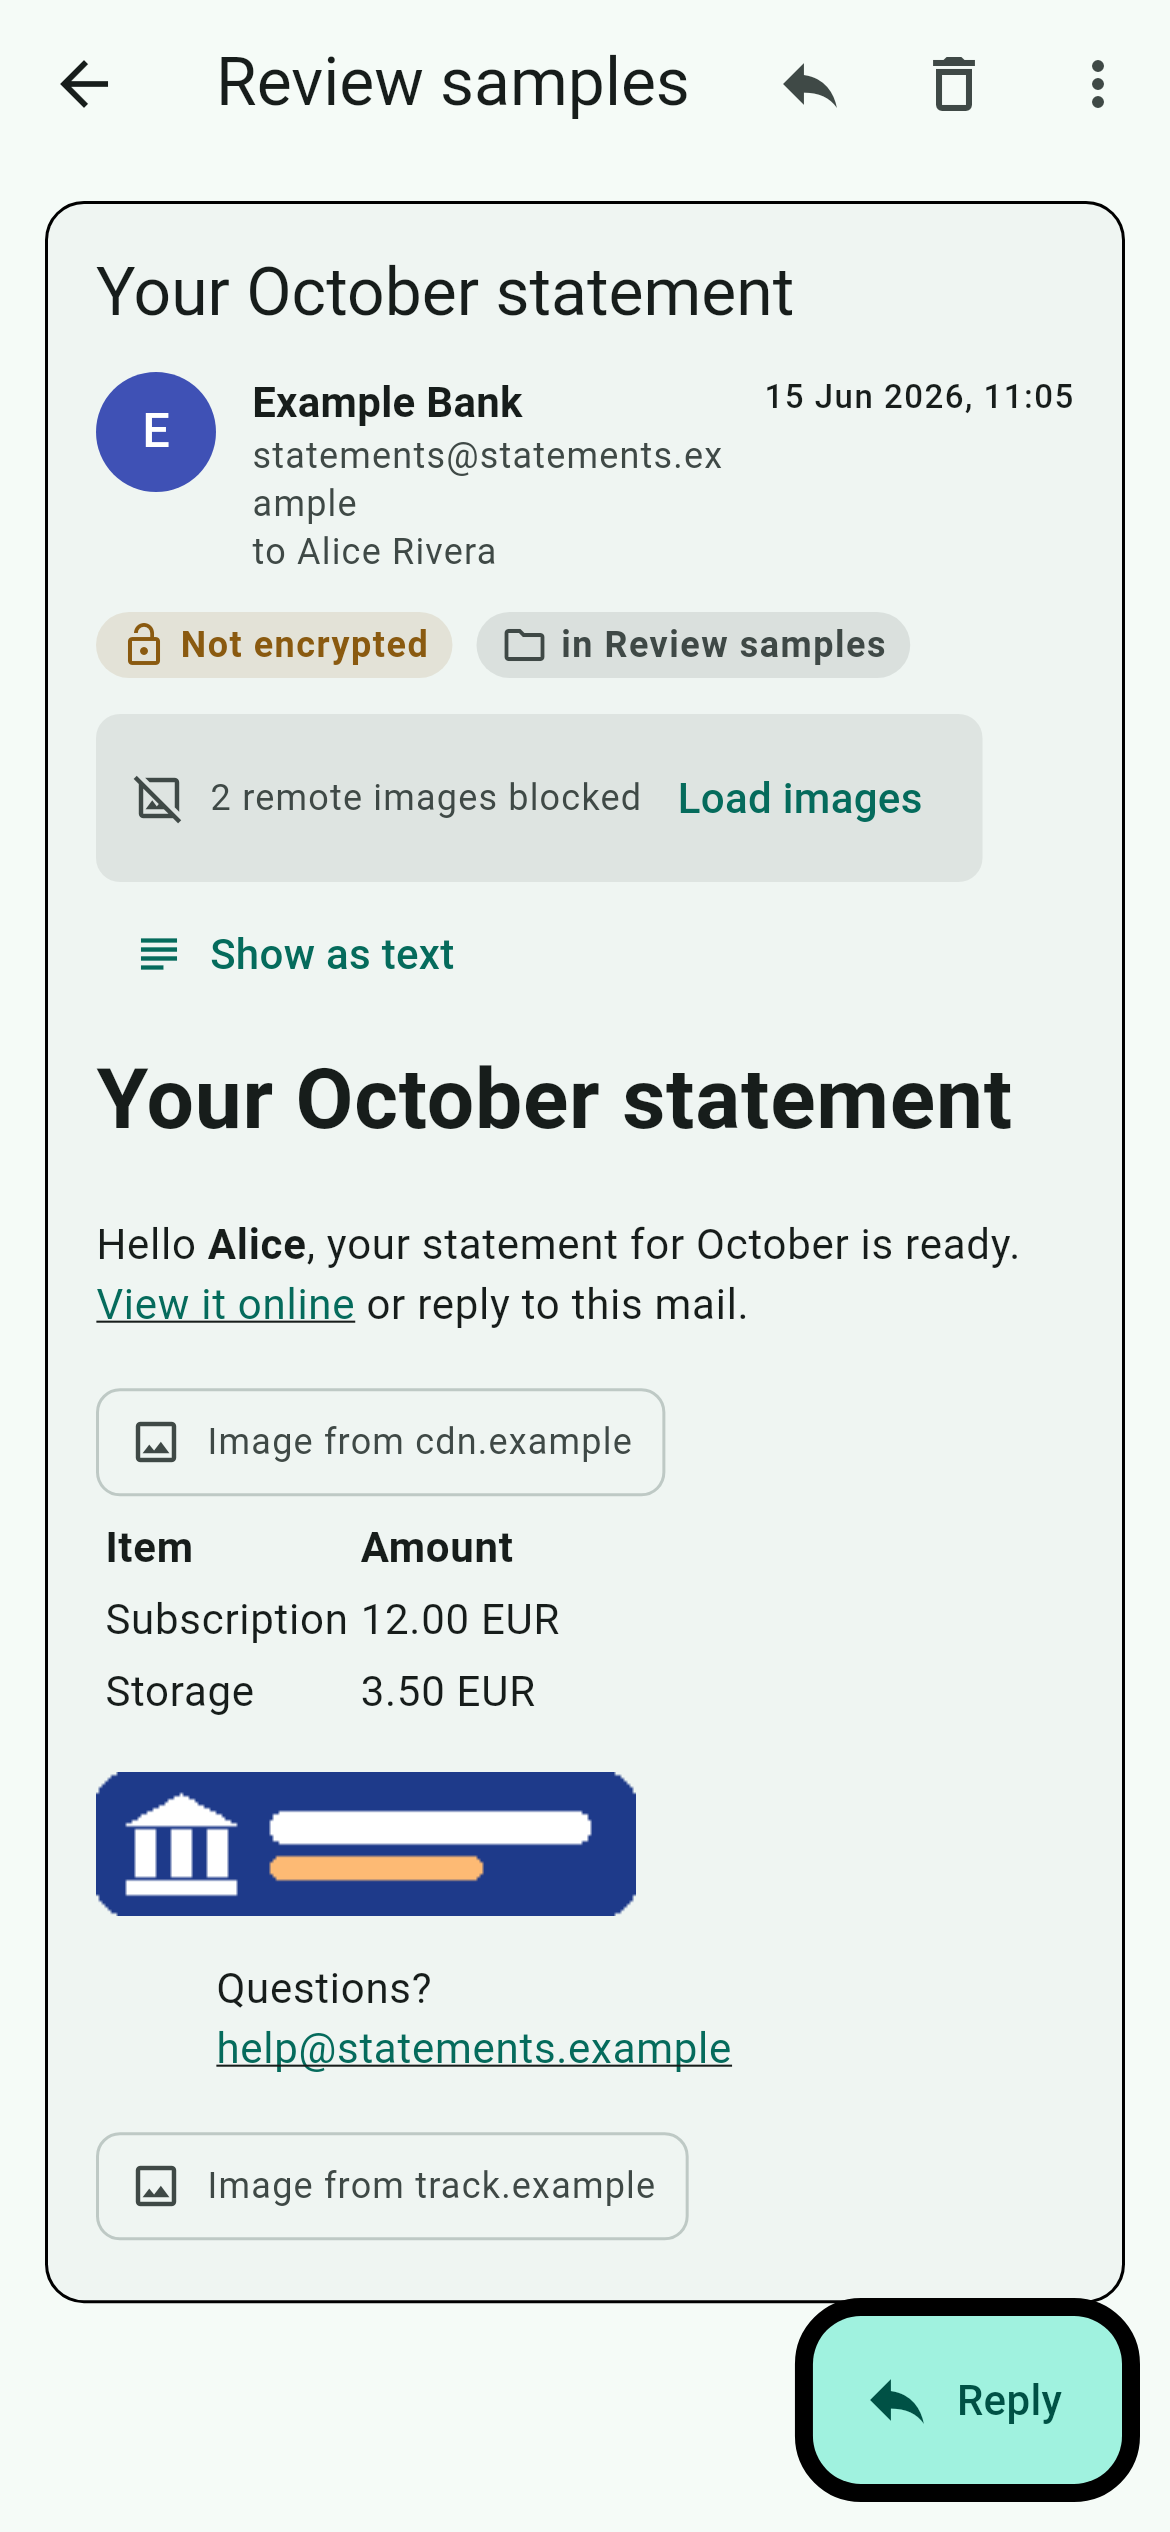 Review samples
Your October statement
E
Example Bank
15 Jun 2026, 11:05
statements@statements.ex
ample
to Alice Rivera
Not encrypted
in Review samples
2 remote images blocked
Load images
Show as text
Your October statement
Hello Alice, your statement for October is ready.
View it online or reply to this mail.
Image from cdn.example
Item Amount
Subscription 12.00 EUR
Storage 3.50 EUR
Questions?
help@statements.example
Image from track.example
Reply